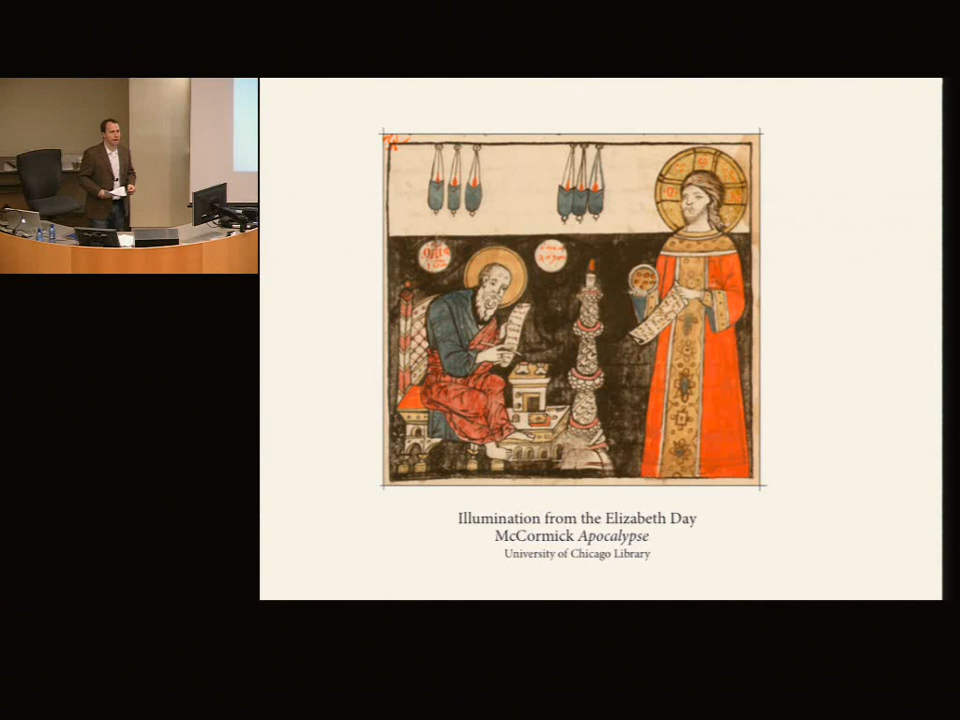 Illumination from the Elizabeth Day
McCormick Apocalypse
University of Chicago Library